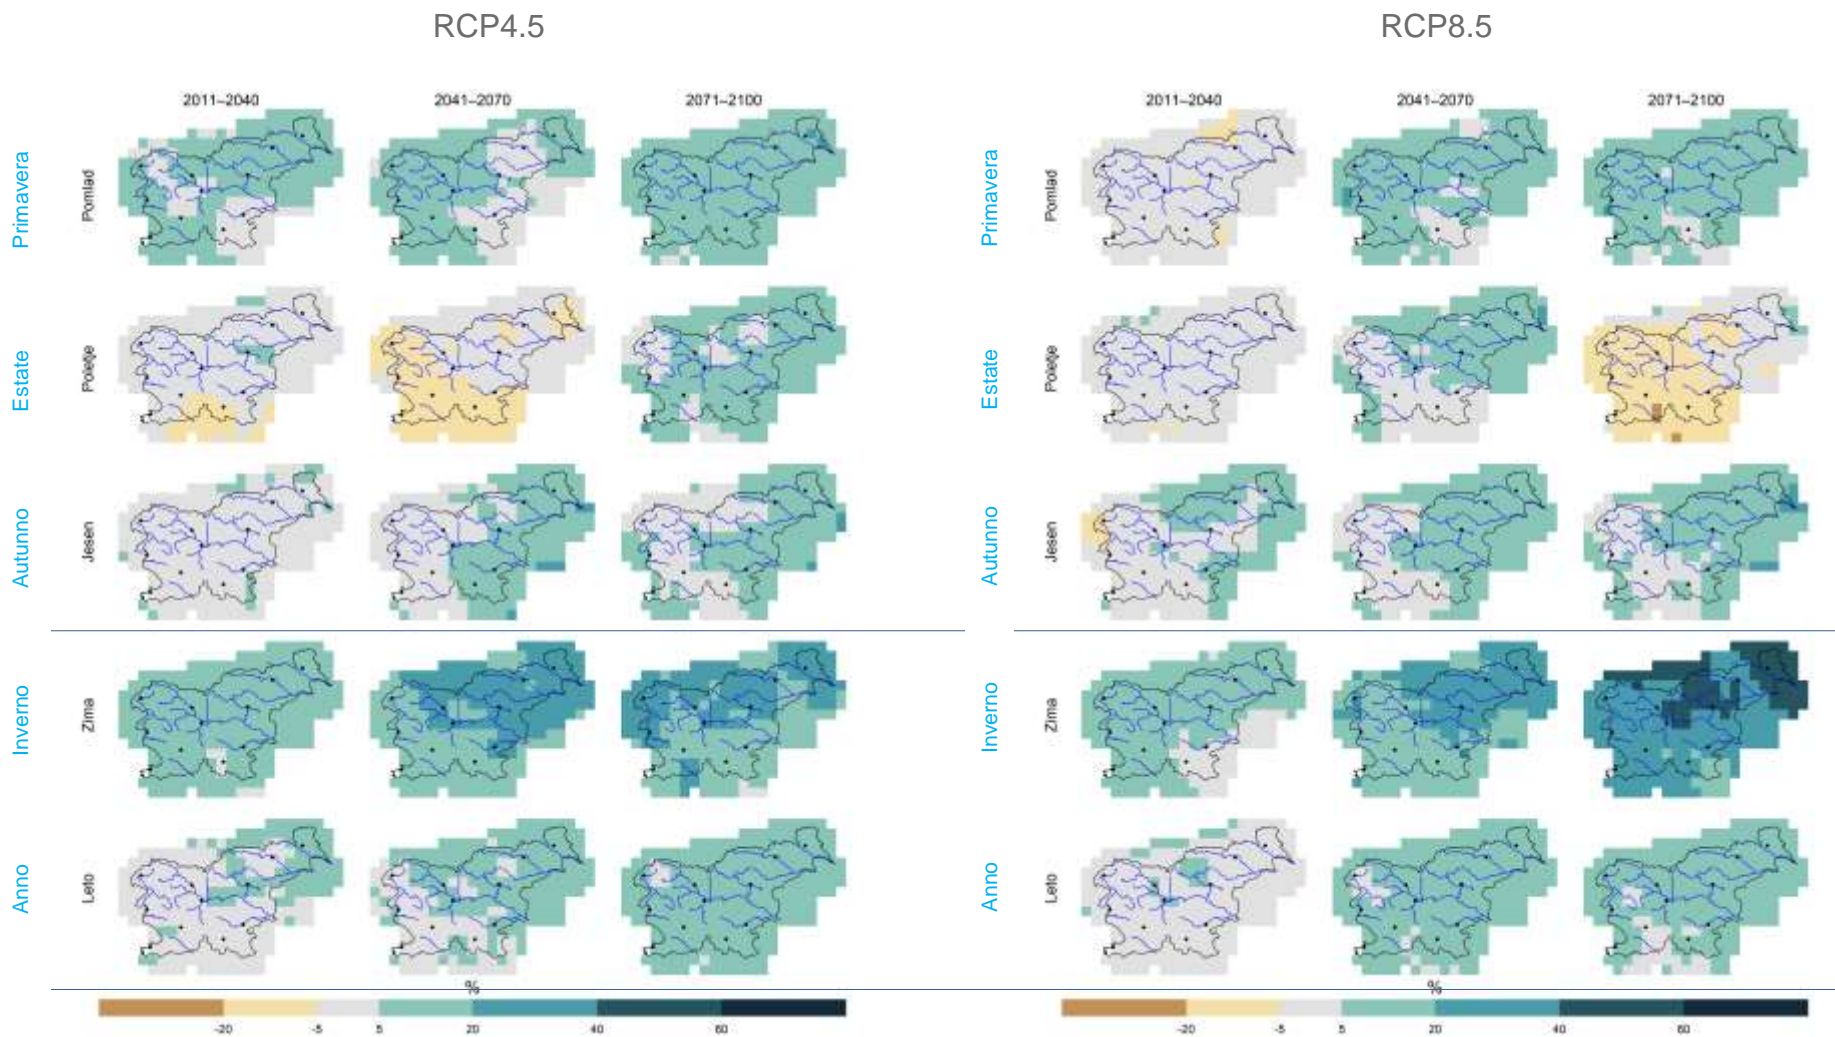 RCP4.5 RCP8.5
2011–2040 2041–2070 2071–2100 2011–2040 2041–2070 2071–2100
Primavera Pomlad Primavera Pomlad
Estate Poletje Estate Poletje
Autunno Jesen Autunno Jesen
Inverno Zima Inverno Zima
Anno Leto Anno Leto
% %
-20 -5 5 20 40 60 -20 -5 5 20 40 60